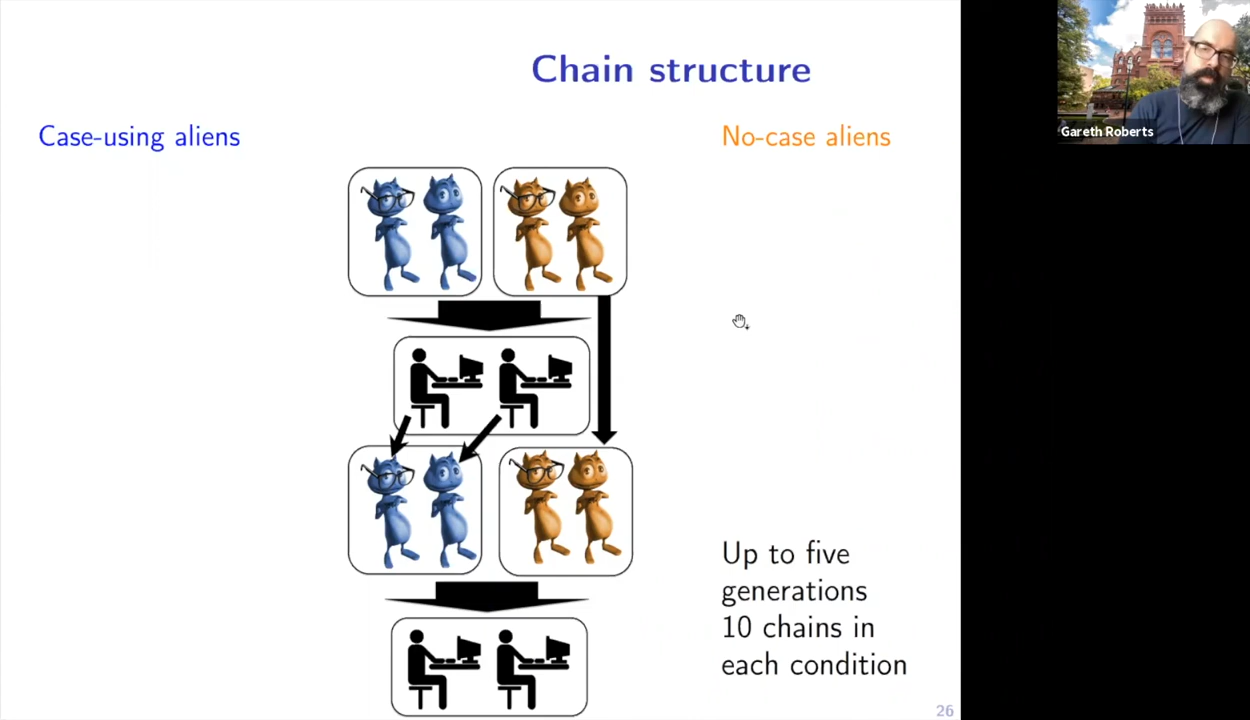 Chain structure
Case-using aliens
No-case aliens
Up to five
generations
10 chains in
each condition
26
Gareth Roberts